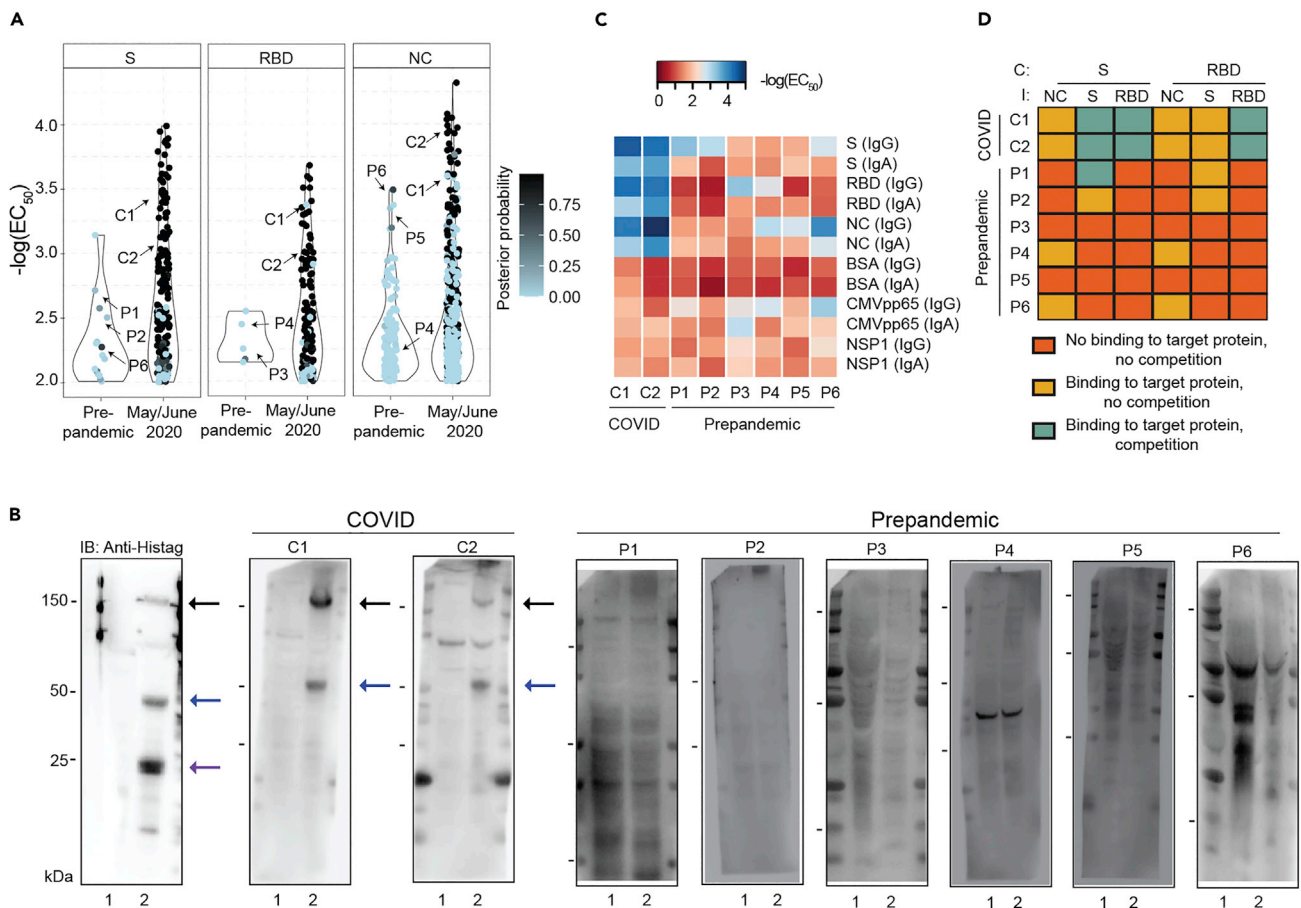 A
S
RBD
NC
-log(EC50)
4.0
3.5
3.0
2.5
2.0
C1
C2
P1
P2
P6
C1
C2
P4
P3
P6
P5
P4
C2
C1
Pre-
pandemic
May/June
2020
Pre-
pandemic
May/June
2020
Pre-
pandemic
May/June
2020
Posterior probability
0.75
0.50
0.25
0.00
C
0 2 4
-log(EC50)
S (IgG)
S (IgA)
RBD (IgG)
RBD (IgA)
NC (IgG)
NC (IgA)
BSA (IgG)
BSA (IgA)
CMVpp65 (IgG)
CMVpp65 (IgA)
NSP1 (IgG)
NSP1 (IgA)
C1 C2 P1 P2 P3 P4 P5 P6
COVID Prepandemic
D
C: S RBD
I: NC S RBD NC S RBD
COVID
C1
C2
Prepandemic
P1
P2
P3
P4
P5
P6
No binding to target protein,
no competition
Binding to target protein,
no competition
Binding to target protein,
competition
B
COVID
Prepandemic
IB: Anti-Histag
C1
C2
P1
P2
P3
P4
P5
P6
150-
50-
25-
kDa
1 2
1 2
1 2
1 2
1 2
1 2
1 2
1 2
1 2